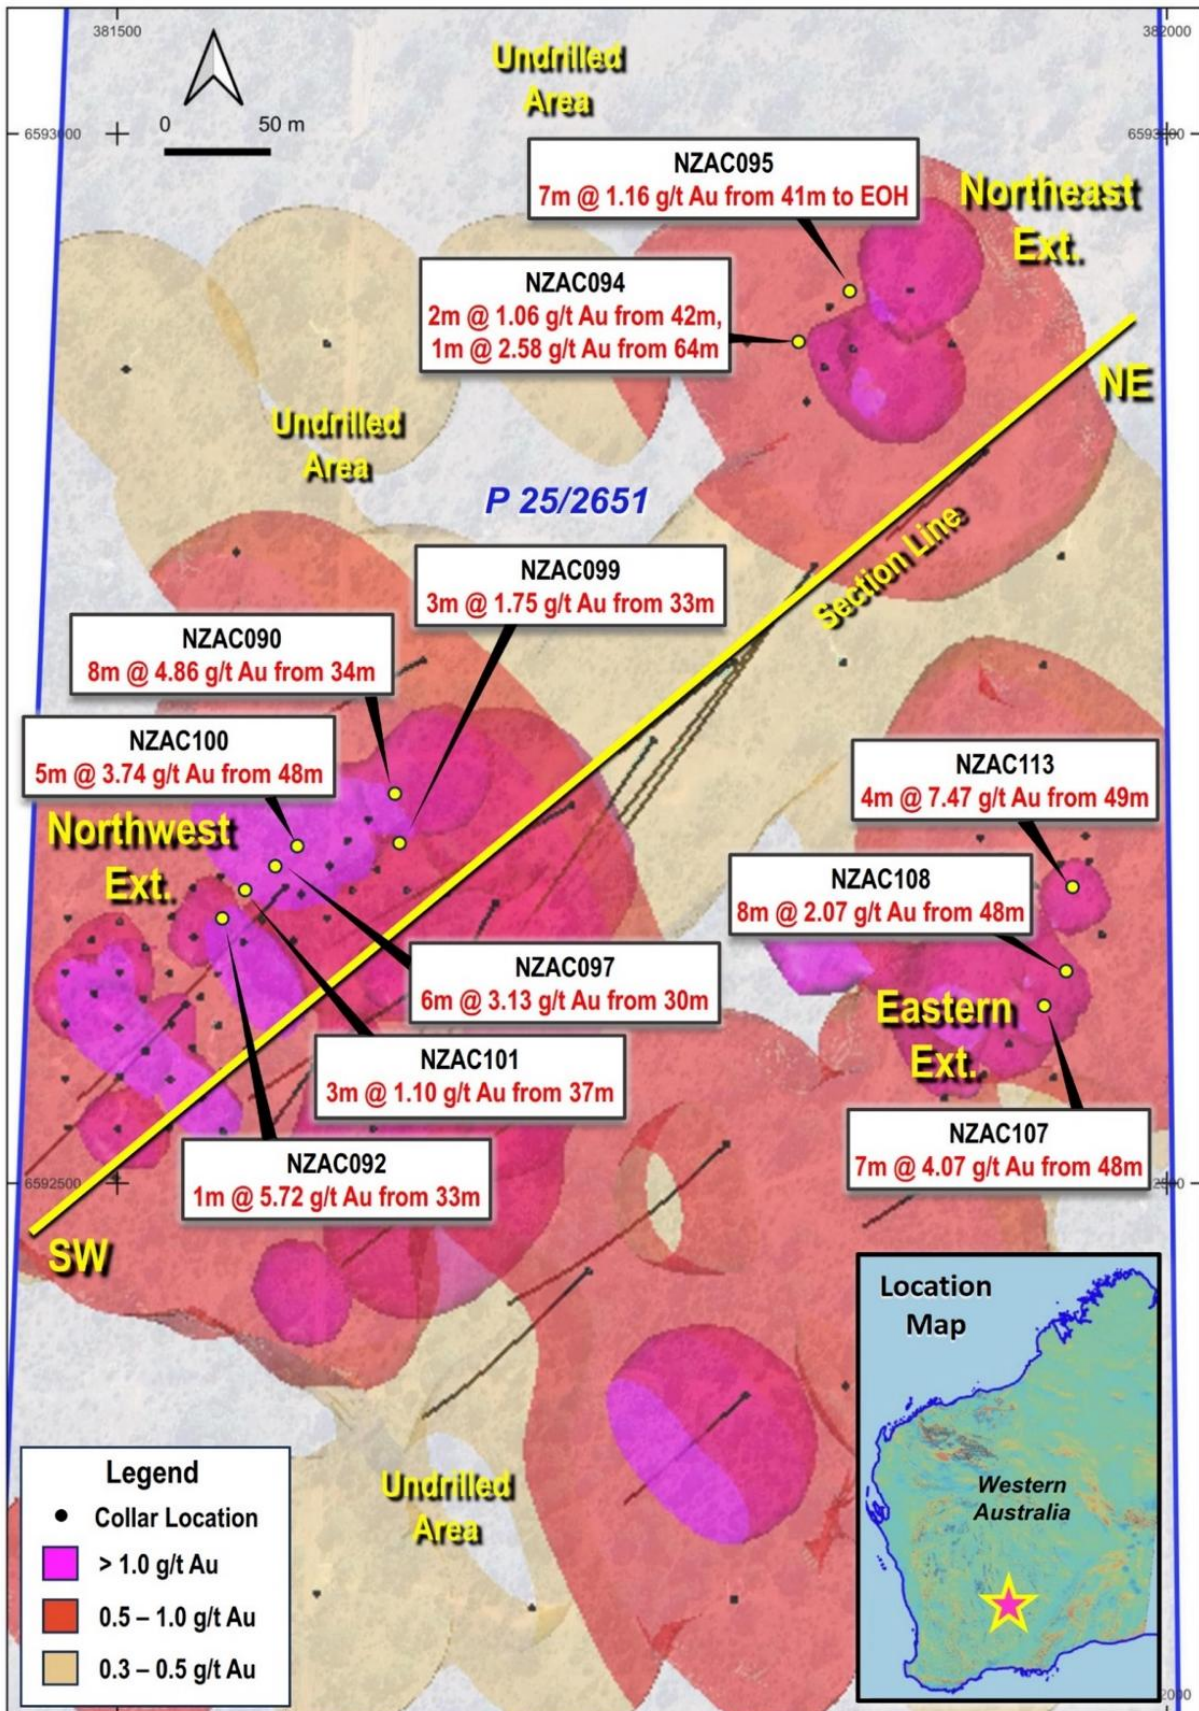 381500
382000
Undrilled
Area
0
50 m
6593000
NZAC095
7m @ 1.16 g/t Au from 41m to EOH
Northeast
Ext.
NZAC094
2m @ 1.06 g/t Au from 42m,
1m @ 2.58 g/t Au from 64m
NE
Undrilled
Area
P 25/2651
Section Line
NZAC099
3m @ 1.75 g/t Au from 33m
NZAC090
8m @ 4.86 g/t Au from 34m
NZAC100
5m @ 3.74 g/t Au from 48m
NZAC113
4m @ 7.47 g/t Au from 49m
Northwest
Ext.
NZAC108
8m @ 2.07 g/t Au from 48m
NZAC097
6m @ 3.13 g/t Au from 30m
Eastern
Ext.
NZAC101
3m @ 1.10 g/t Au from 37m
NZAC107
7m @ 4.07 g/t Au from 48m
NZAC092
1m @ 5.72 g/t Au from 33m
6592500
SW
Location
Map
Western
Australia
Undrilled
Area
Legend
Collar Location
> 1.0 g/t Au
0.5 – 1.0 g/t Au
0.3 – 0.5 g/t Au